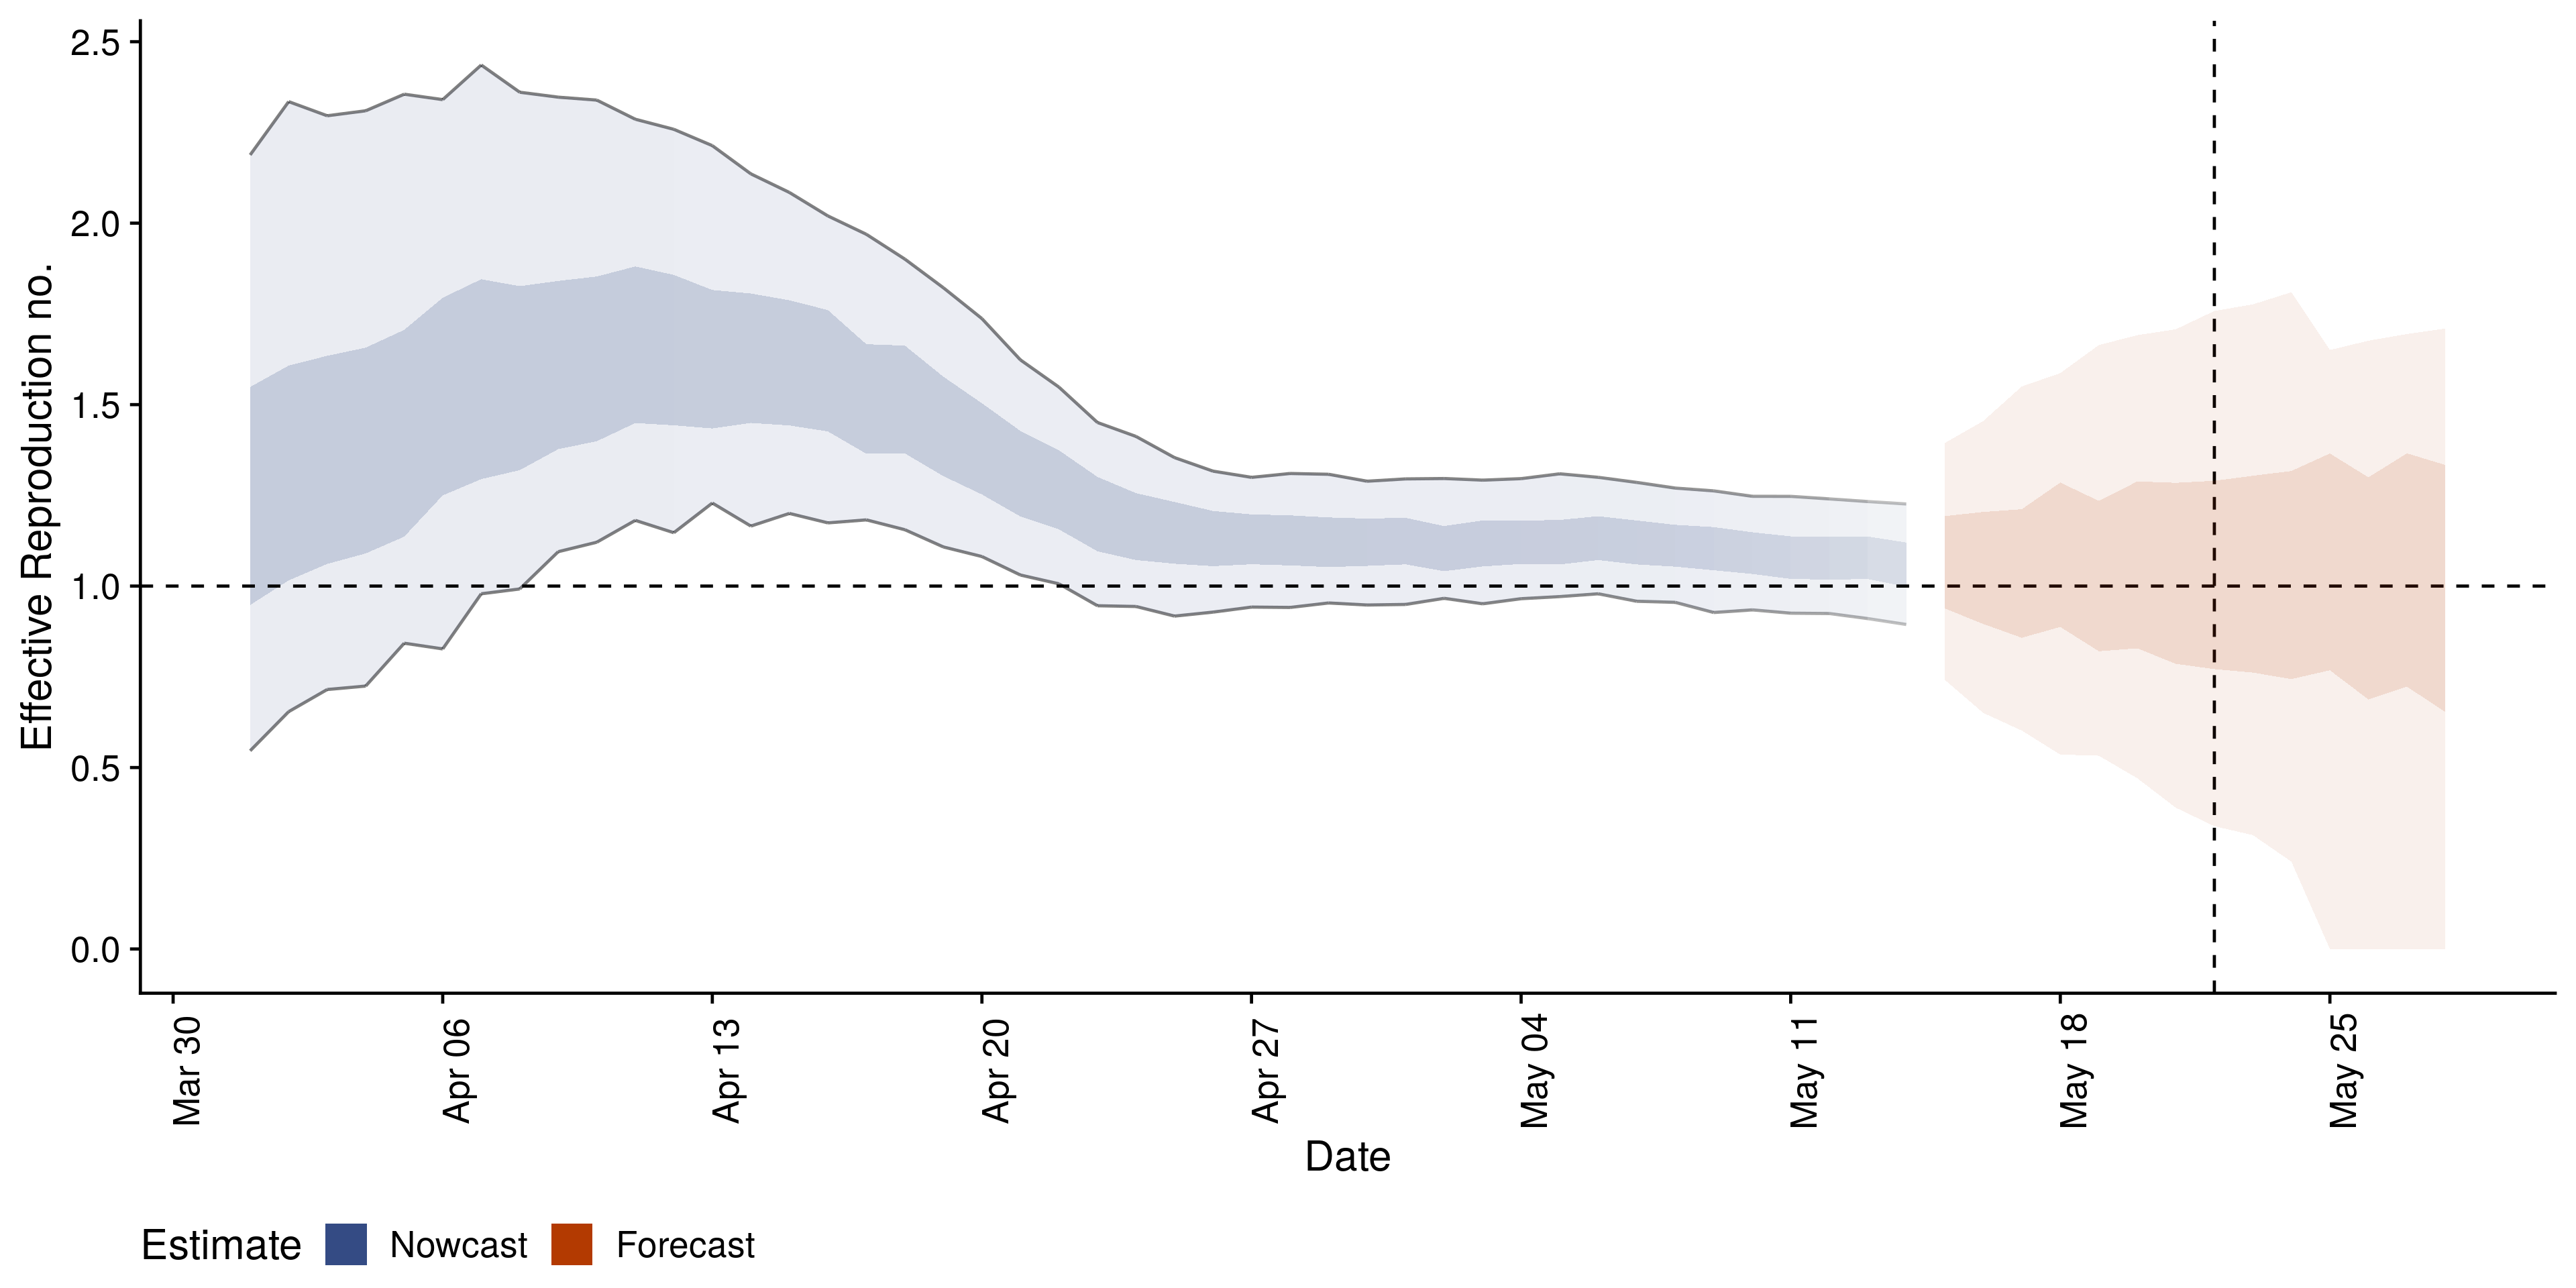 Effective Reproduction no.
2.5
2.0
1.5
1.0
0.5
0.0
Mar 30
Apr 06
Apr 13
Apr 20
Apr 27
May 04
May 11
May 18
May 25
Date
Estimate Nowcast Forecast